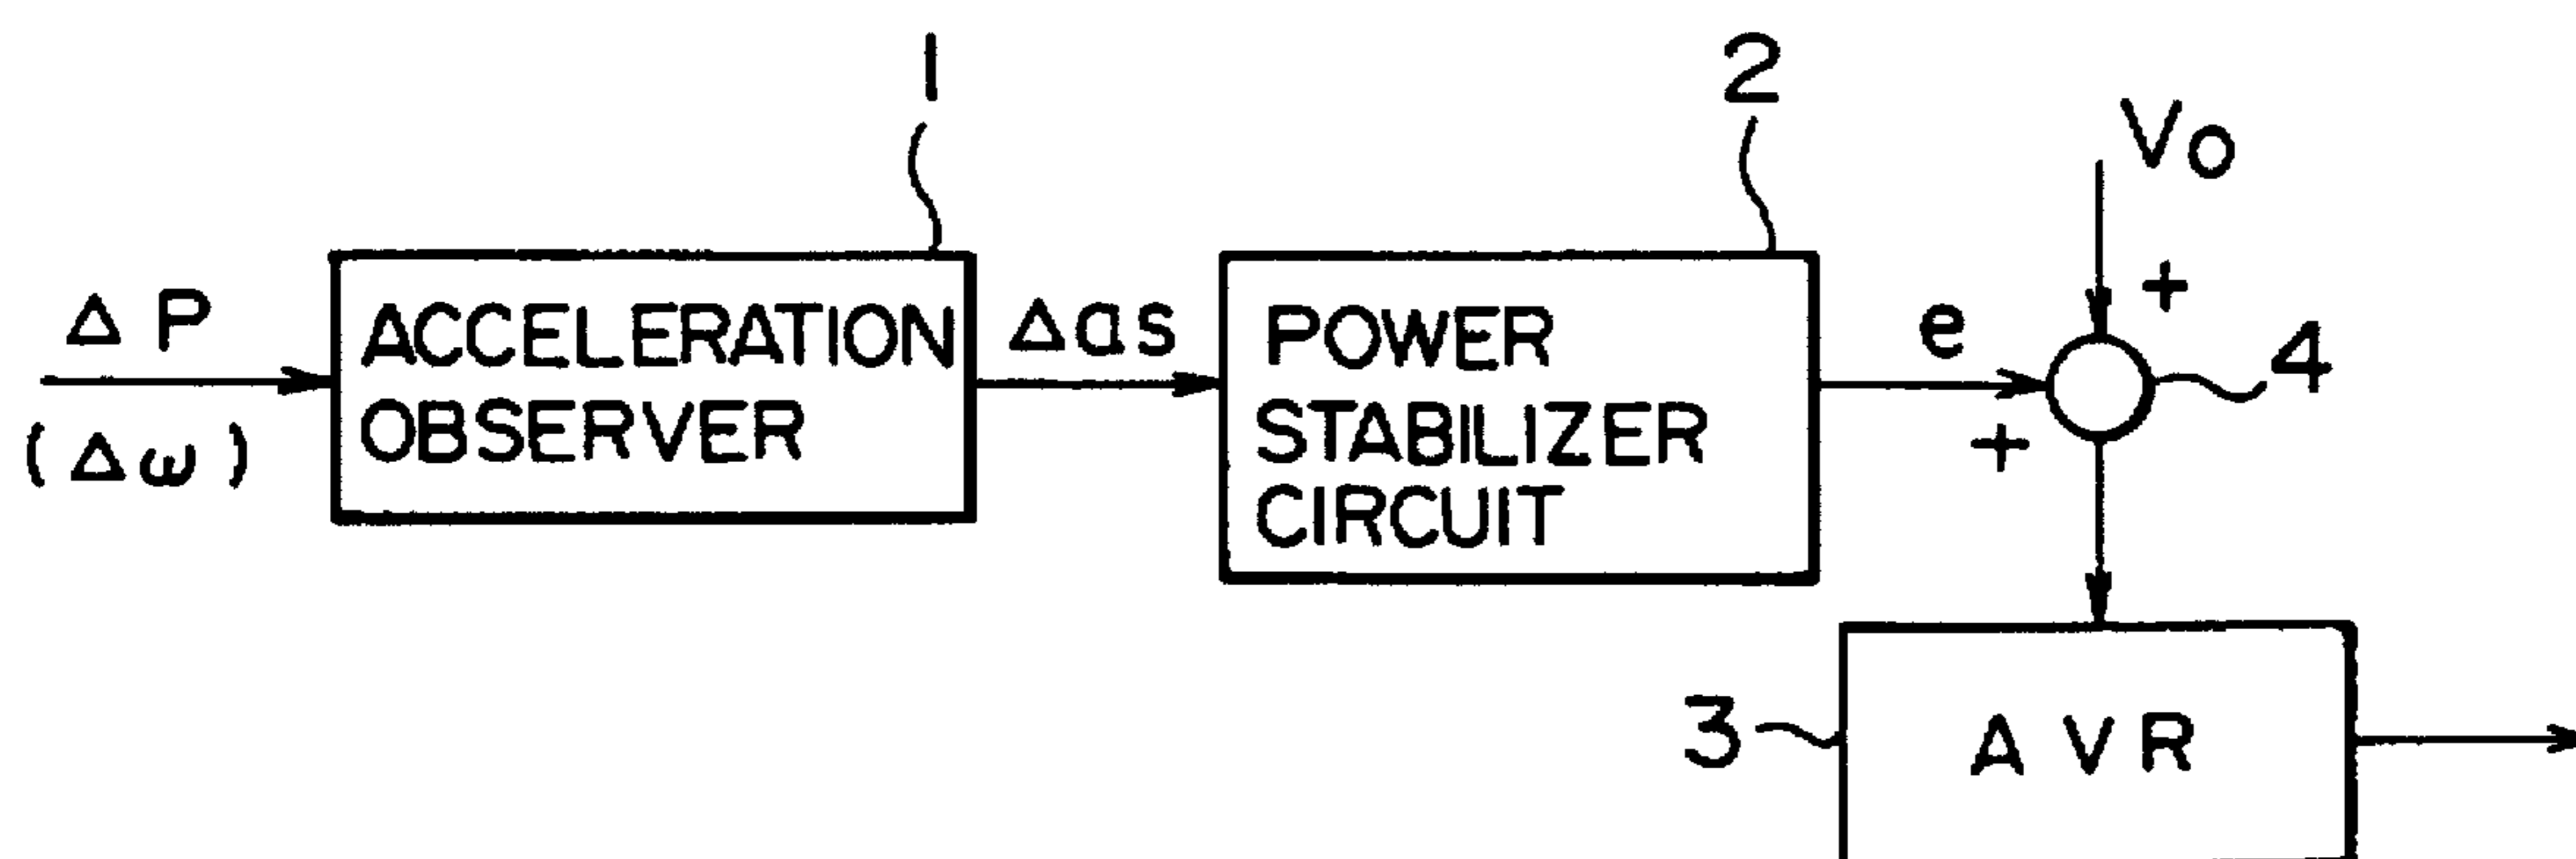 1
2
Vo
+
ΔP
(Δω)
ACCELERATION
OBSERVER
Δas
POWER
STABILIZER
CIRCUIT
e
+
4
3
AVR